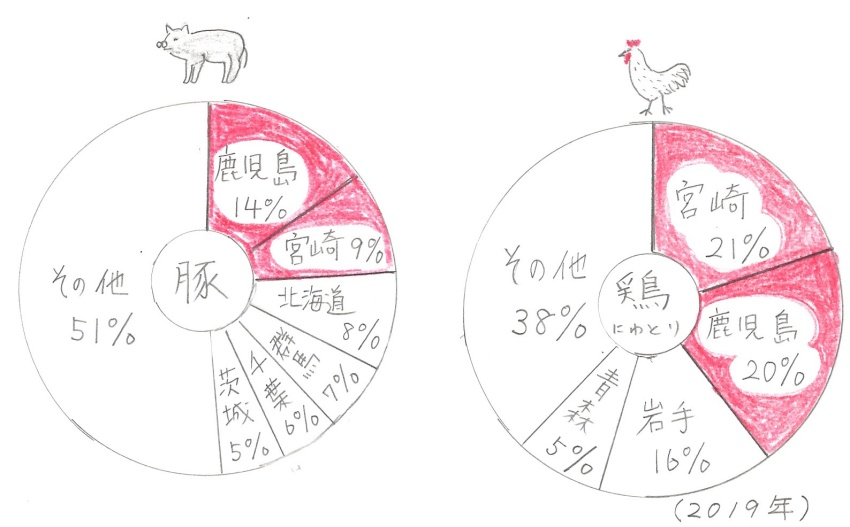 鹿児島
14%
宮崎 9%
北海道
8%
群馬
7%
千葉
6%
茨城
5%
その他
51%
豚
宮崎
21%
鹿児島
20%
岩手
16%
青森
5%
その他
38%
鶏
にわとり
(2019年)